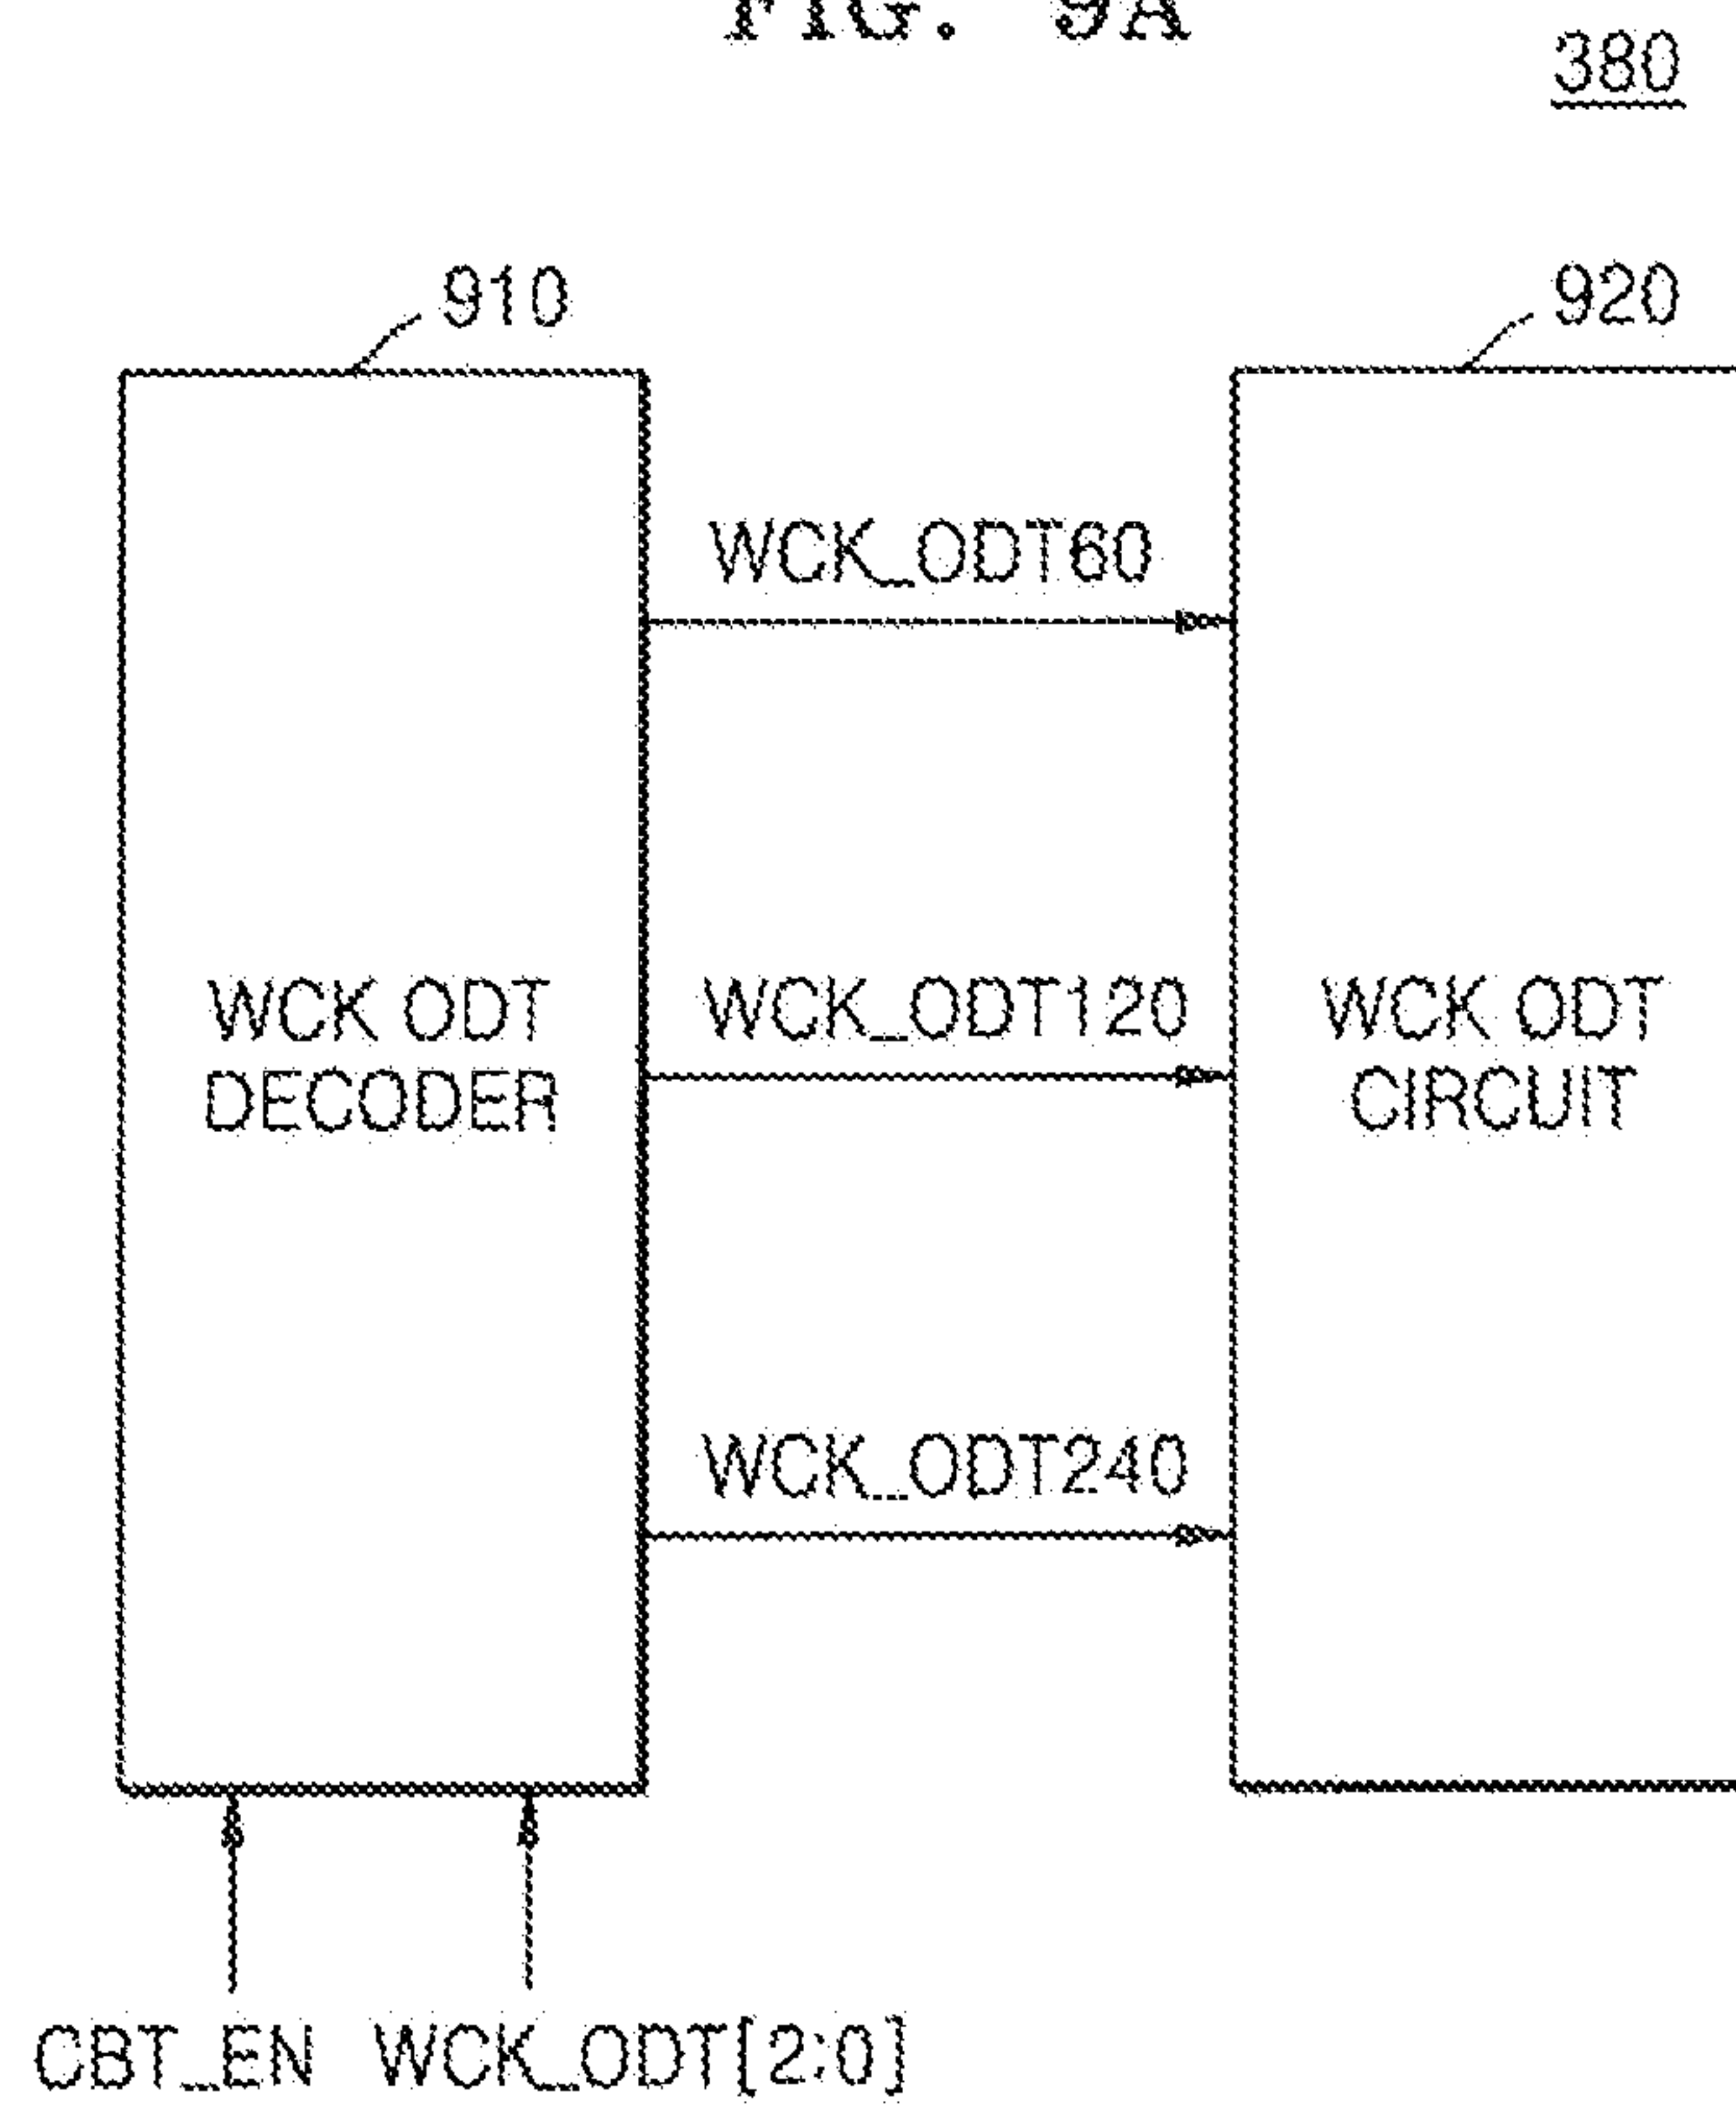 FIG. 9A
380
910
920
WCK_ODT60
WCK ODT
DECODER
WCK_ODT120
WCK ODT
CIRCUIT
WCK_ODT240
CBT_EN WCK_ODT[2:0]